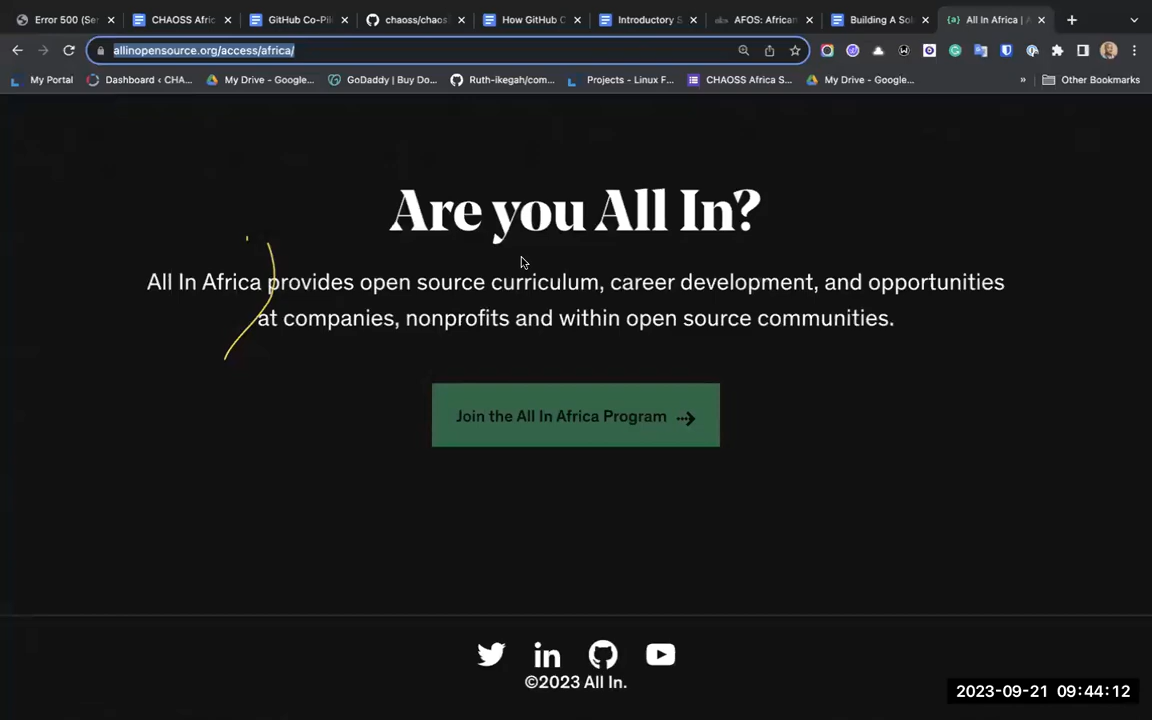 Error 500 (Se
CHAOSS Afric
GitHub Co-Pil
chaoss/chaos
How GitHub C
Introductory S
AFOS: African
Building A Sol
All In Africa | A
allinopensource.org/access/africa/
My Portal
Dashboard < CHA...
My Drive - Google...
GoDaddy | Buy Do...
Ruth-ikegah/com...
Projects - Linux F...
CHAOSS Africa S...
My Drive - Google...
»
Other Bookmarks
Are you All In?
All In Africa provides open source curriculum, career development, and opportunities
at companies, nonprofits and within open source communities.
Join the All In Africa Program
in
©2023 All In.
2023-09-21 09:44:12